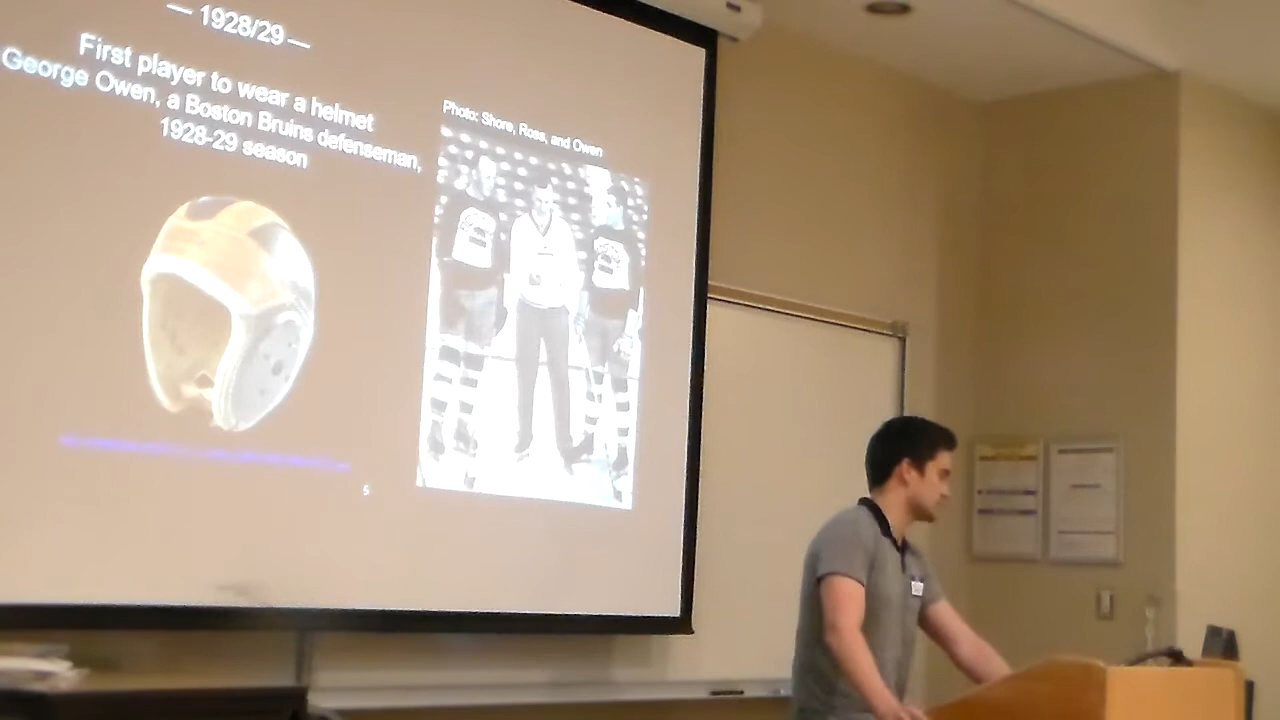 — 1928/29 —
First player to wear a helmet
George Owen, a Boston Bruins defenseman,
1928-29 season
Photo: Shore, Ross, and Owen
5